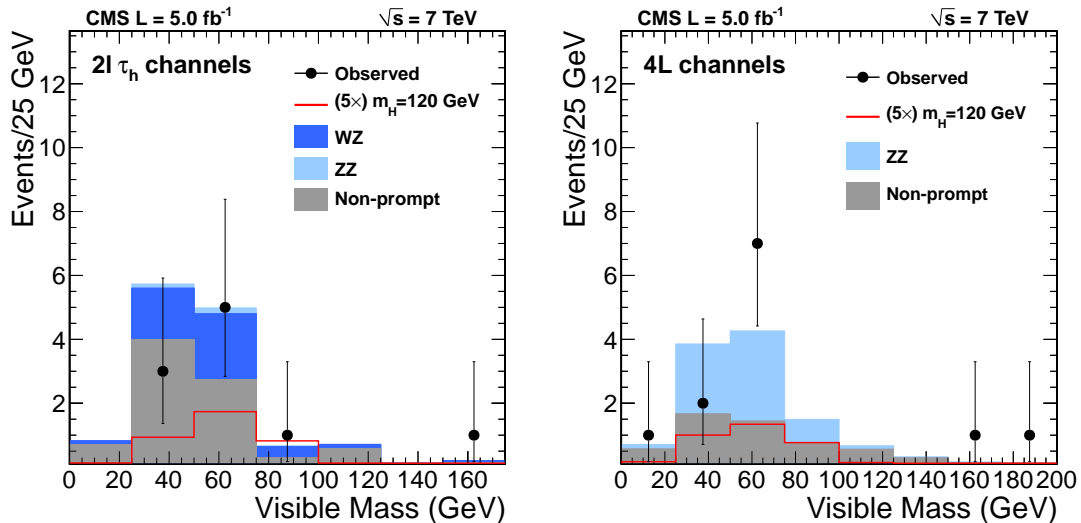 CMS L = 5.0 fb⁻¹ √s = 7 TeV
2l τₕ channels
Observed
(5×) m_H=120 GeV
WZ
ZZ
Non-prompt
Events/25 GeV
12
10
8
6
4
2
0 20 40 60 80 100 120 140 160
Visible Mass (GeV)
CMS L = 5.0 fb⁻¹ √s = 7 TeV
4L channels
Observed
(5×) m_H=120 GeV
ZZ
Non-prompt
Events/25 GeV
12
10
8
6
4
2
0 20 40 60 80 100 120 140 160 180 200
Visible Mass (GeV)